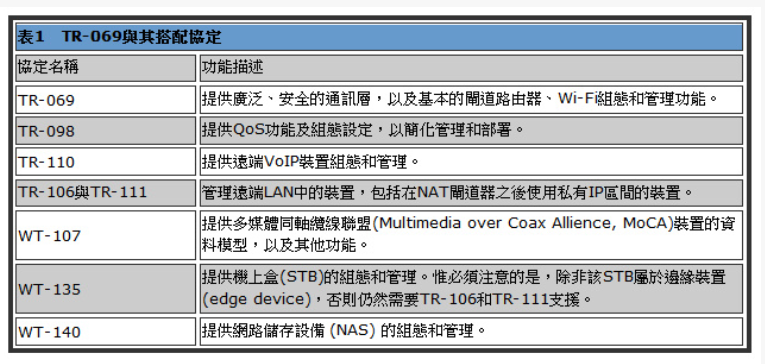 表1　TR-069與其搭配協定
協定名稱
功能描述
TR-069
提供廣泛、安全的通訊層，以及基本的閘道路由器、Wi-Fi組態和管理功能。
TR-098
提供QoS功能及組態設定，以簡化管理和部署。
TR-110
提供遠端VoIP裝置組態和管理。
TR-106與TR-111
管理遠端LAN中的裝置，包括在NAT閘道器之後使用私有IP區間的裝置。
WT-107
提供多媒體同軸纜線聯盟(Multimedia over Coax Allience, MoCA)裝置的資
料模型，以及其他功能。
WT-135
提供機上盒(STB)的組態和管理。惟必須注意的是，除非該STB屬於邊緣裝置
(edge device)，否則仍然需要TR-106和TR-111支援。
WT-140
提供網路儲存設備 (NAS) 的組態和管理。